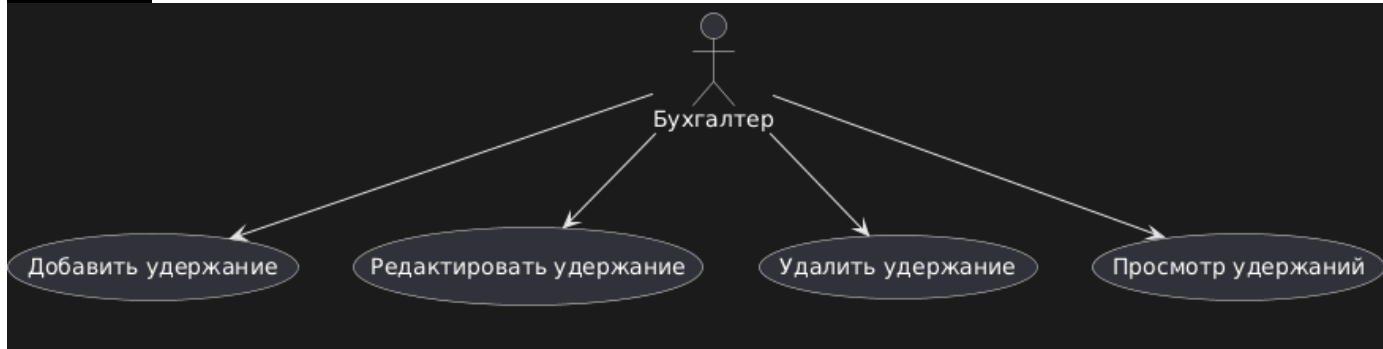 Бухгалтер
Добавить удержание
Редактировать удержание
Удалить удержание
Просмотр удержаний